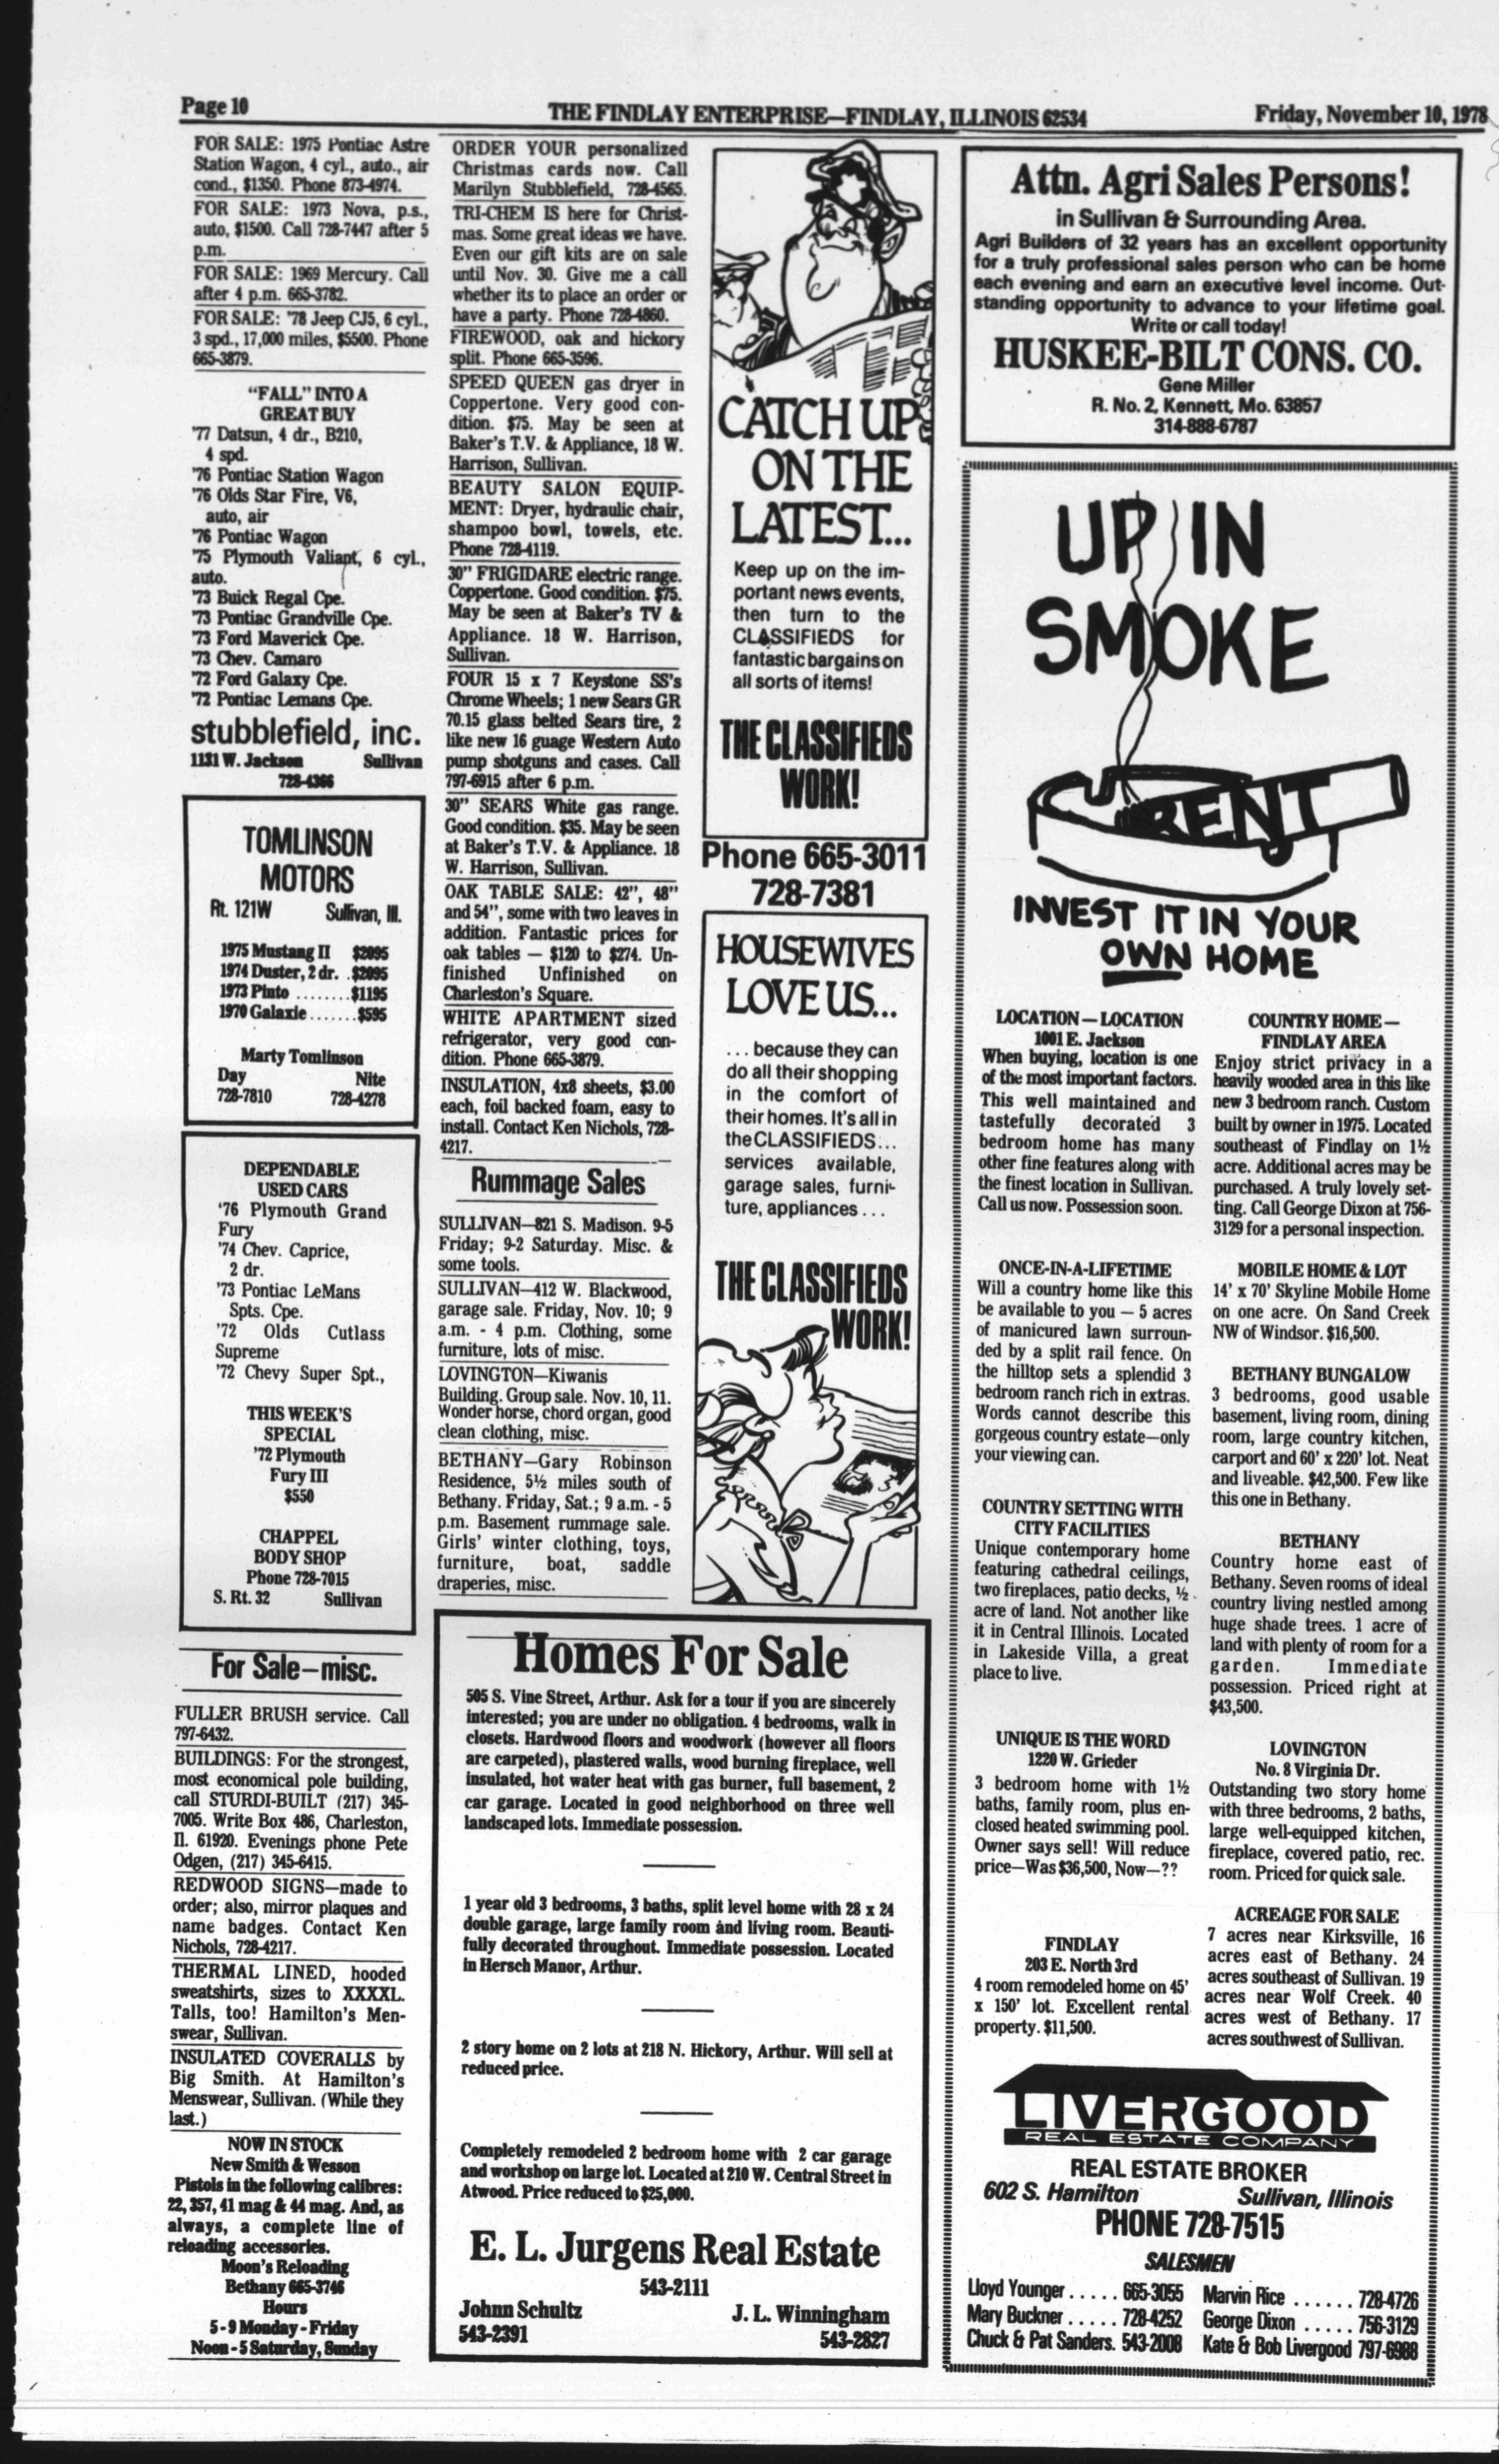 Page 10
THE FINDLAY ENTERPRISE—FINDLAY, ILLINOIS 62534
Friday, November 10, 1978
FOR SALE: 1975 Pontiac Astre
Station Wagon, 4 cyl., auto., air
cond., $1350. Phone 873-4974.
FOR SALE: 1973 Nova, p.s.,
auto, $1500. Call 728-7447 after 5
p.m.
FOR SALE: 1969 Mercury. Call
after 4 p.m. 665-3782.
FOR SALE: '78 Jeep CJ5, 6 cyl.,
3 spd., 17,000 miles, $5500. Phone
665-3879.
"FALL" INTO A
GREAT BUY
'77 Datsun, 4 dr., B210,
4 spd.
'76 Pontiac Station Wagon
'76 Olds Star Fire, V6,
auto, air
'76 Pontiac Wagon
'75 Plymouth Valiant, 6 cyl.,
auto.
'73 Buick Regal Cpe.
'73 Pontiac Grandville Cpe.
'73 Ford Maverick Cpe.
'73 Chev. Camaro
'72 Ford Galaxy Cpe.
'72 Pontiac Lemans Cpe.
stubblefield, inc.
1131 W. Jackson Sullivan
728-4366
TOMLINSON
MOTORS
Rt. 121W Sullivan, Ill.
1975 Mustang II $2095
1974 Duster, 2 dr. . $2095
1973 Pinto ........ $1195
1970 Galaxie ....... $595
Marty Tomlinson
Day Nite
728-7810 728-4278
DEPENDABLE
USED CARS
'76 Plymouth Grand
Fury
'74 Chev. Caprice,
2 dr.
'73 Pontiac LeMans
Spts. Cpe.
'72 Olds Cutlass
Supreme
'72 Chevy Super Spt.,
THIS WEEK'S
SPECIAL
'72 Plymouth
Fury III
$550
CHAPPEL
BODY SHOP
Phone 728-7015
S. Rt. 32 Sullivan
For Sale—misc.
FULLER BRUSH service. Call
797-6432.
BUILDINGS: For the strongest,
most economical pole building,
call STURDI-BUILT (217) 345-
7005. Write Box 486, Charleston,
Il. 61920. Evenings phone Pete
Odgen, (217) 345-6415.
REDWOOD SIGNS—made to
order; also, mirror plaques and
name badges. Contact Ken
Nichols, 728-4217.
THERMAL LINED, hooded
sweatshirts, sizes to XXXXL.
Talls, too! Hamilton's Men-
swear, Sullivan.
INSULATED COVERALLS by
Big Smith. At Hamilton's
Menswear, Sullivan. (While they
last.)
NOW IN STOCK
New Smith & Wesson
Pistols in the following calibres:
22, 357, 41 mag & 44 mag. And, as
always, a complete line of
reloading accessories.
Moon's Reloading
Bethany 665-3746
Hours
5 - 9 Monday - Friday
Noon - 5 Saturday, Sunday
ORDER YOUR personalized
Christmas cards now. Call
Marilyn Stubblefield, 728-4565.
TRI-CHEM IS here for Christ-
mas. Some great ideas we have.
Even our gift kits are on sale
until Nov. 30. Give me a call
whether its to place an order or
have a party. Phone 728-4860.
FIREWOOD, oak and hickory
split. Phone 665-3596.
SPEED QUEEN gas dryer in
Coppertone. Very good con-
dition. $75. May be seen at
Baker's T.V. & Appliance, 18 W.
Harrison, Sullivan.
BEAUTY SALON EQUIP-
MENT: Dryer, hydraulic chair,
shampoo bowl, towels, etc.
Phone 728-4119.
30" FRIGIDARE electric range.
Coppertone. Good condition. $75.
May be seen at Baker's TV &
Appliance. 18 W. Harrison,
Sullivan.
FOUR 15 x 7 Keystone SS's
Chrome Wheels; 1 new Sears GR
70.15 glass belted Sears tire, 2
like new 16 guage Western Auto
pump shotguns and cases. Call
797-6915 after 6 p.m.
30" SEARS White gas range.
Good condition. $35. May be seen
at Baker's T.V. & Appliance. 18
W. Harrison, Sullivan.
OAK TABLE SALE: 42", 48"
and 54", some with two leaves in
addition. Fantastic prices for
oak tables — $120 to $274. Un-
finished Unfinished on
Charleston's Square.
WHITE APARTMENT sized
refrigerator, very good con-
dition. Phone 665-3879.
INSULATION, 4x8 sheets, $3.00
each, foil backed foam, easy to
install. Contact Ken Nichols, 728-
4217.
Rummage Sales
SULLIVAN—821 S. Madison. 9-5
Friday; 9-2 Saturday. Misc. &
some tools.
SULLIVAN—412 W. Blackwood,
garage sale. Friday, Nov. 10; 9
a.m. - 4 p.m. Clothing, some
furniture, lots of misc.
LOVINGTON—Kiwanis
Building. Group sale. Nov. 10, 11.
Wonder horse, chord organ, good
clean clothing, misc.
BETHANY—Gary Robinson
Residence, 5½ miles south of
Bethany. Friday, Sat.; 9 a.m. - 5
p.m. Basement rummage sale.
Girls' winter clothing, toys,
furniture, boat, saddle
draperies, misc.
CATCH UP
ON THE
LATEST...
Keep up on the im-
portant news events,
then turn to the
CLASSIFIEDS for
fantastic bargains on
all sorts of items!
THE CLASSIFIEDS
WORK!
Phone 665-3011
728-7381
HOUSEWIVES
LOVE US...
... because they can
do all their shopping
in the comfort of
their homes. It's all in
the CLASSIFIEDS...
services available,
garage sales, furni-
ture, appliances ...
THE CLASSIFIEDS
WORK!
Homes For Sale
505 S. Vine Street, Arthur. Ask for a tour if you are sincerely
interested; you are under no obligation. 4 bedrooms, walk in
closets. Hardwood floors and woodwork (however all floors
are carpeted), plastered walls, wood burning fireplace, well
insulated, hot water heat with gas burner, full basement, 2
car garage. Located in good neighborhood on three well
landscaped lots. Immediate possession.
1 year old 3 bedrooms, 3 baths, split level home with 28 x 24
double garage, large family room and living room. Beauti-
fully decorated throughout. Immediate possession. Located
in Hersch Manor, Arthur.
2 story home on 2 lots at 218 N. Hickory, Arthur. Will sell at
reduced price.
Completely remodeled 2 bedroom home with 2 car garage
and workshop on large lot. Located at 210 W. Central Street in
Atwood. Price reduced to $25,000.
E. L. Jurgens Real Estate
543-2111
Johnn Schultz J. L. Winningham
543-2391 543-2827
Attn. Agri Sales Persons!
in Sullivan & Surrounding Area.
Agri Builders of 32 years has an excellent opportunity
for a truly professional sales person who can be home
each evening and earn an executive level income. Out-
standing opportunity to advance to your lifetime goal.
Write or call today!
HUSKEE-BILT CONS. CO.
Gene Miller
R. No. 2, Kennett, Mo. 63857
314-888-6787
UP IN
SMOKE
RENT
INVEST IT IN YOUR
OWN HOME
LOCATION — LOCATION
1001 E. Jackson
When buying, location is one
of the most important factors.
This well maintained and
tastefully decorated 3
bedroom home has many
other fine features along with
the finest location in Sullivan.
Call us now. Possession soon.
ONCE-IN-A-LIFETIME
Will a country home like this
be available to you — 5 acres
of manicured lawn surroun-
ded by a split rail fence. On
the hilltop sets a splendid 3
bedroom ranch rich in extras.
Words cannot describe this
gorgeous country estate—only
your viewing can.
COUNTRY SETTING WITH
CITY FACILITIES
Unique contemporary home
featuring cathedral ceilings,
two fireplaces, patio decks, ½
acre of land. Not another like
it in Central Illinois. Located
in Lakeside Villa, a great
place to live.
UNIQUE IS THE WORD
1220 W. Grieder
3 bedroom home with 1½
baths, family room, plus en-
closed heated swimming pool.
Owner says sell! Will reduce
price—Was $36,500, Now—??
FINDLAY
203 E. North 3rd
4 room remodeled home on 45'
x 150' lot. Excellent rental
property. $11,500.
COUNTRY HOME —
FINDLAY AREA
Enjoy strict privacy in a
heavily wooded area in this like
new 3 bedroom ranch. Custom
built by owner in 1975. Located
southeast of Findlay on 1½
acre. Additional acres may be
purchased. A truly lovely set-
ting. Call George Dixon at 756-
3129 for a personal inspection.
MOBILE HOME & LOT
14' x 70' Skyline Mobile Home
on one acre. On Sand Creek
NW of Windsor. $16,500.
BETHANY BUNGALOW
3 bedrooms, good usable
basement, living room, dining
room, large country kitchen,
carport and 60' x 220' lot. Neat
and liveable. $42,500. Few like
this one in Bethany.
BETHANY
Country home east of
Bethany. Seven rooms of ideal
country living nestled among
huge shade trees. 1 acre of
land with plenty of room for a
garden. Immediate
possession. Priced right at
$43,500.
LOVINGTON
No. 8 Virginia Dr.
Outstanding two story home
with three bedrooms, 2 baths,
large well-equipped kitchen,
fireplace, covered patio, rec.
room. Priced for quick sale.
ACREAGE FOR SALE
7 acres near Kirksville, 16
acres east of Bethany. 24
acres southeast of Sullivan. 19
acres near Wolf Creek. 40
acres west of Bethany. 17
acres southwest of Sullivan.
LIVERGOOD
REAL ESTATE COMPANY
REAL ESTATE BROKER
602 S. Hamilton Sullivan, Illinois
PHONE 728-7515
SALESMEN
Lloyd Younger ..... 665-3055 Marvin Rice ...... 728-4726
Mary Buckner ..... 728-4252 George Dixon ..... 756-3129
Chuck & Pat Sanders. 543-2008 Kate & Bob Livergood 797-6988